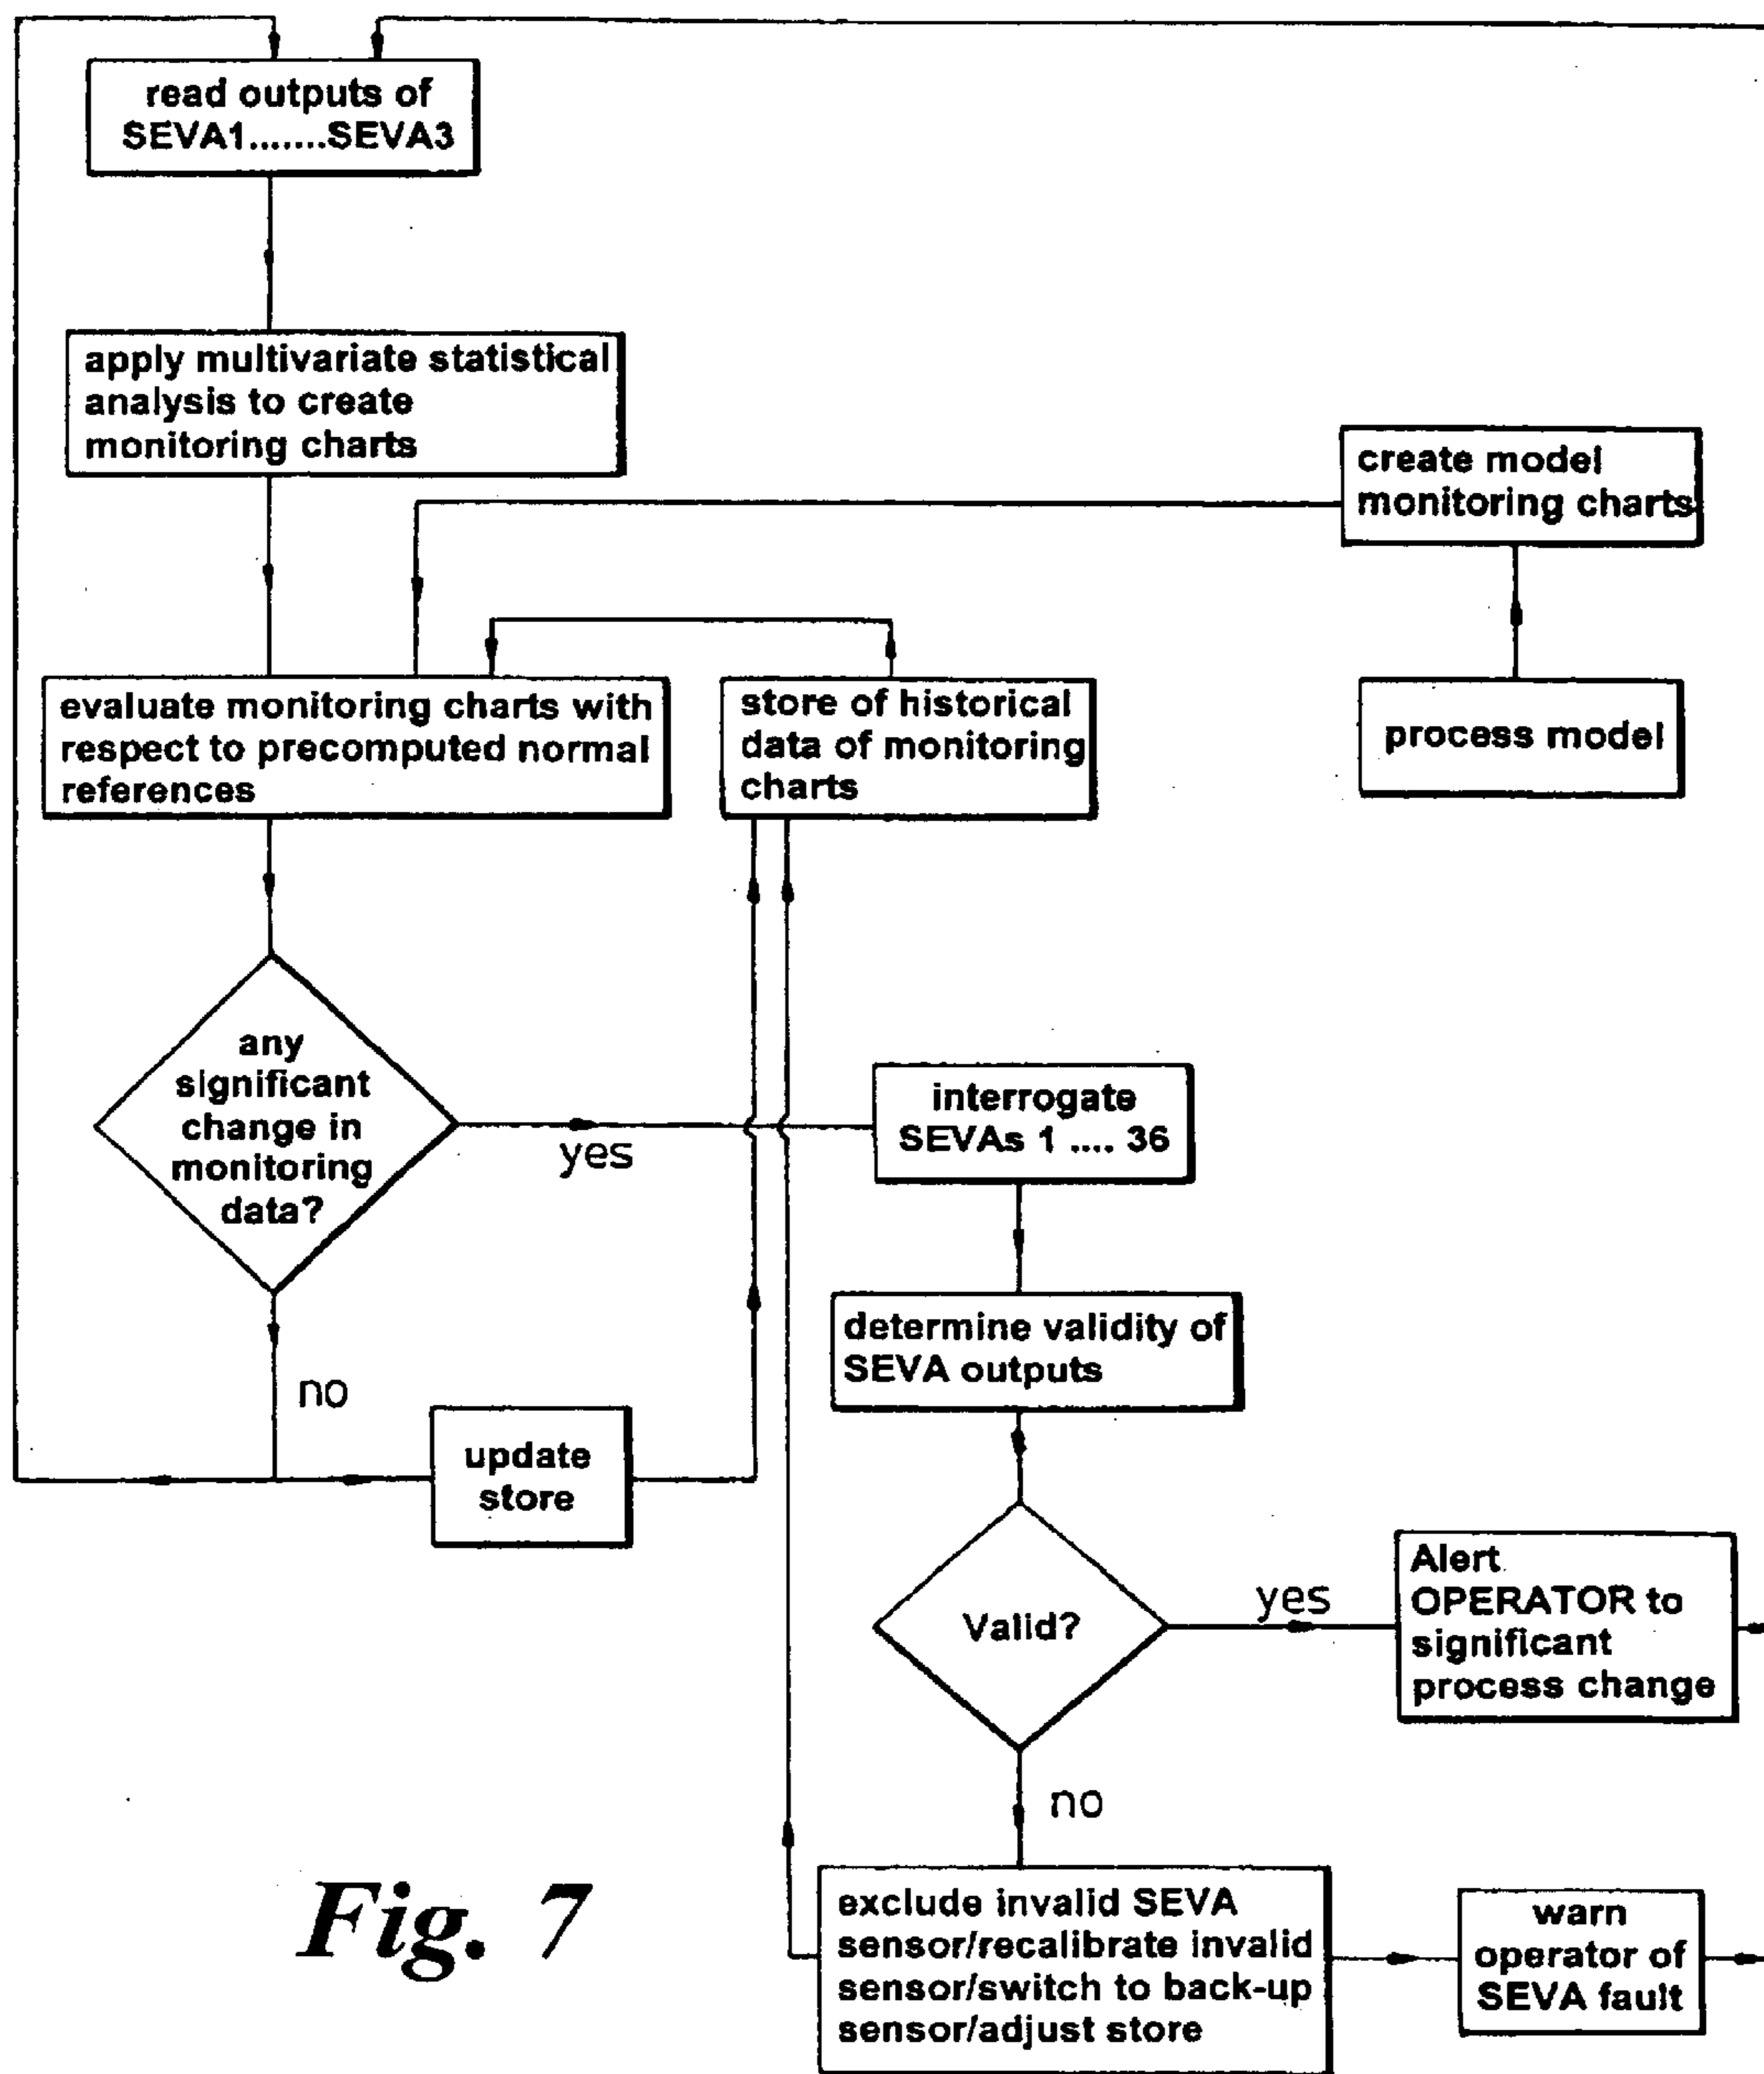 read outputs of
SEVA1.......SEVA3
apply multivariate statistical
analysis to create
monitoring charts
create model
monitoring charts
evaluate monitoring charts with
respect to precomputed normal
references
store of historical
data of monitoring
charts
process model
any
significant
change in
monitoring
data?
yes
interrogate
SEVAs 1 .... 36
determine validity of
SEVA outputs
no
update
store
Valid?
yes
Alert
OPERATOR to
significant
process change
no
exclude invalid SEVA
sensor/recalibrate invalid
sensor/switch to back-up
sensor/adjust store
warn
operator of
SEVA fault
Fig. 7